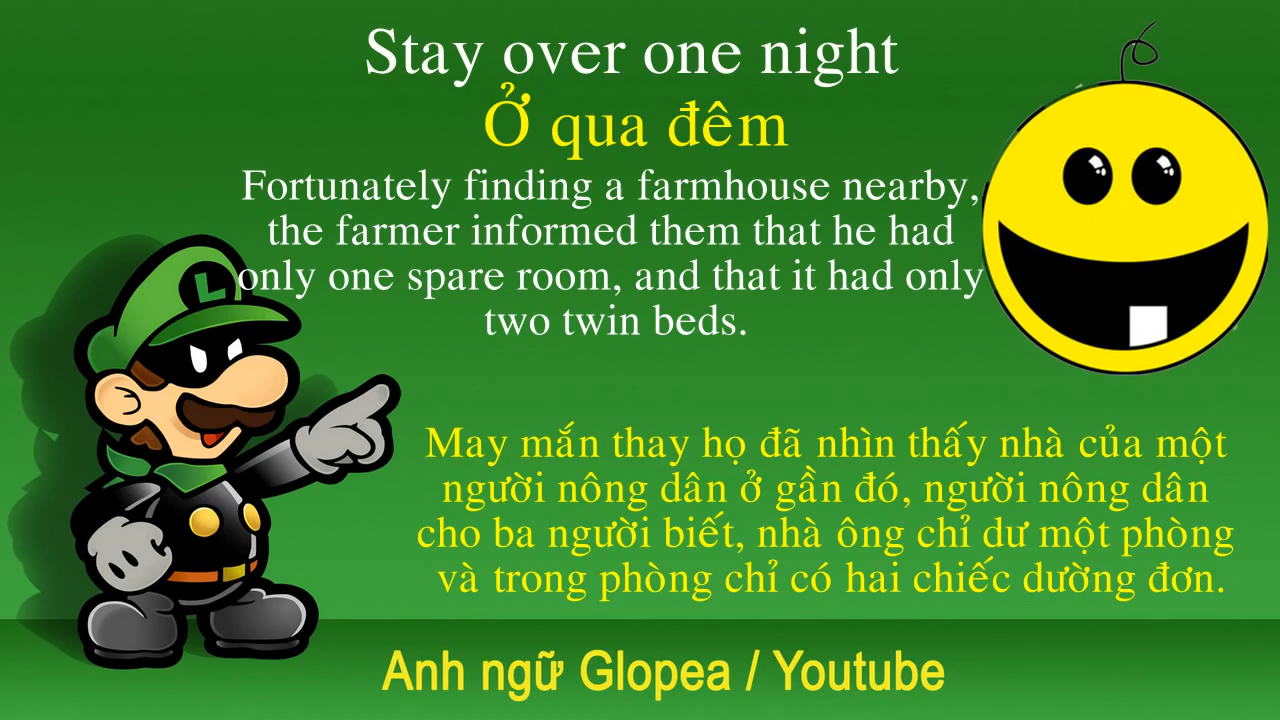 Stay over one night
Ở qua đêm
Fortunately finding a farmhouse nearby,
the farmer informed them that he had
only one spare room, and that it had only
two twin beds.
L
May mắn thay họ đã nhìn thấy nhà của một
người nông dân ở gần đó, người nông dân
cho ba người biết, nhà ông chỉ dư một phòng
và trong phòng chỉ có hai chiếc dường đơn.
Anh ngữ Glopea / Youtube